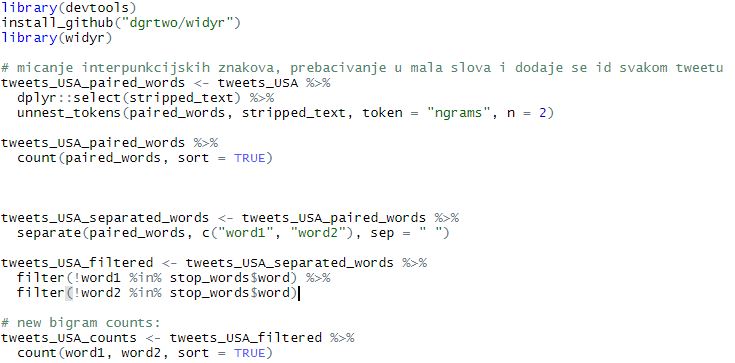 library(devtools)
install_github("dgrtwo/widyr")
library(widyr)
# micanje interpunkcijskih znakova, prebacivanje u mala slova i dodaje se id svakom tweetu
tweets_USA_paired_words <- tweets_USA %>%
dplyr::select(stripped_text) %>%
unnest_tokens(paired_words, stripped_text, token = "ngrams", n = 2)
tweets_USA_paired_words %>%
count(paired_words, sort = TRUE)
tweets_USA_separated_words <- tweets_USA_paired_words %>%
separate(paired_words, c("word1", "word2"), sep = " ")
tweets_USA_filtered <- tweets_USA_separated_words %>%
filter(!word1 %in% stop_words$word) %>%
filter(!word2 %in% stop_words$word)
# new bigram counts:
tweets_USA_counts <- tweets_USA_filtered %>%
count(word1, word2, sort = TRUE)